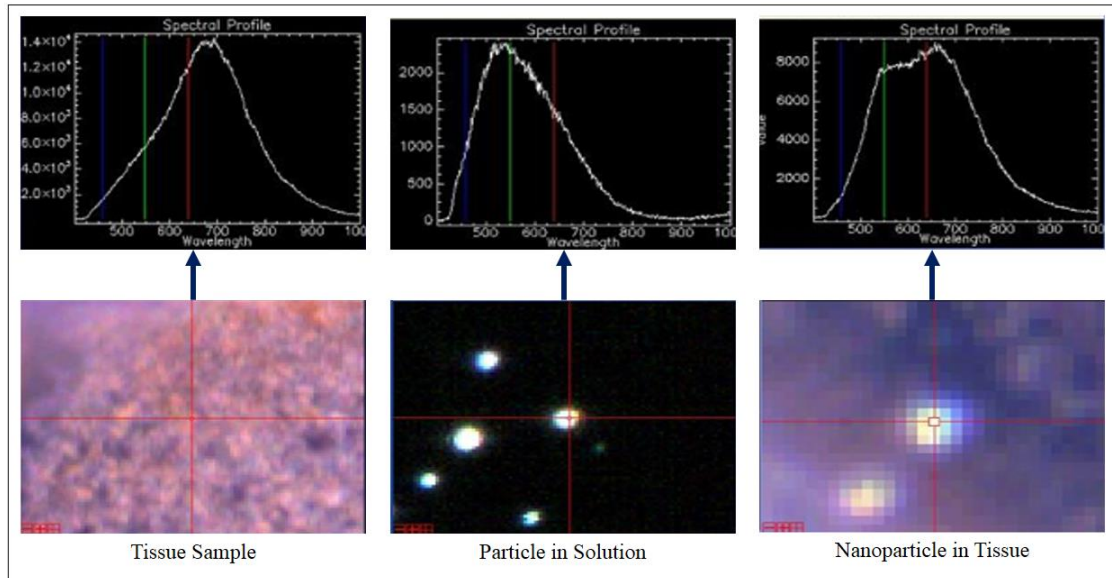 Spectral Profile
1.4×10⁴
1.2×10⁴
1.0×10⁴
8.0×10³
6.0×10³
4.0×10³
2.0×10³
500 600 700 800 900 100
Wavelength
Spectral Profile
2000
1500
1000
500
0
500 600 700 800 900 100
Wavelength
Spectral Profile
8000
6000
4000
2000
Value
500 600 700 800 900 1000
Wavelength
Tissue Sample
Particle in Solution
Nanoparticle in Tissue